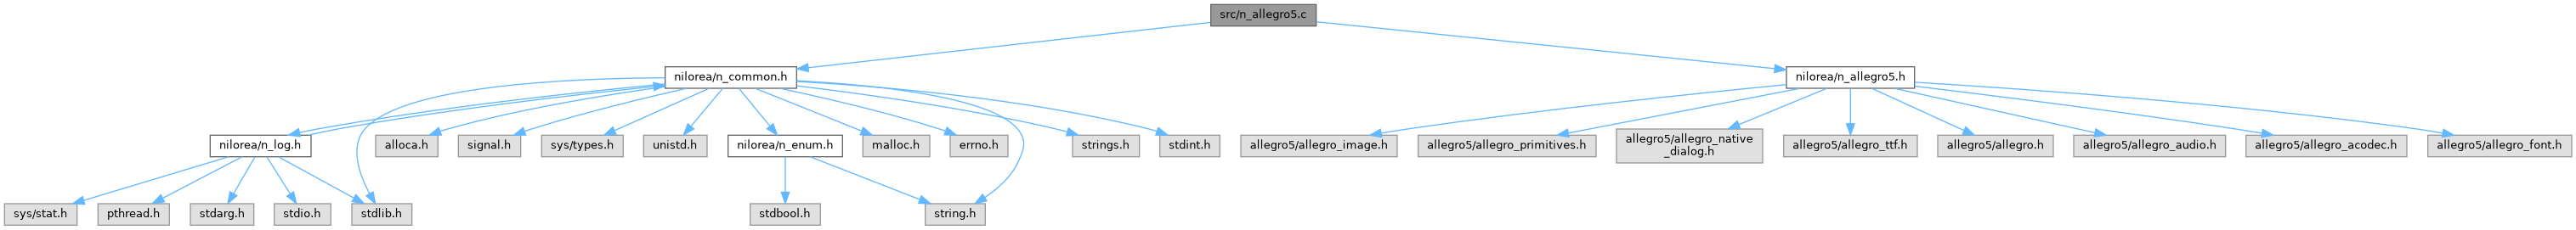 src/n_allegro5.c
nilorea/n_common.h
nilorea/n_allegro5.h
nilorea/n_log.h
alloca.h
signal.h
sys/types.h
unistd.h
nilorea/n_enum.h
malloc.h
errno.h
strings.h
stdint.h
allegro5/allegro_image.h
allegro5/allegro_primitives.h
allegro5/allegro_native
_dialog.h
allegro5/allegro_ttf.h
allegro5/allegro.h
allegro5/allegro_audio.h
allegro5/allegro_acodec.h
allegro5/allegro_font.h
sys/stat.h
pthread.h
stdarg.h
stdio.h
stdlib.h
stdbool.h
string.h